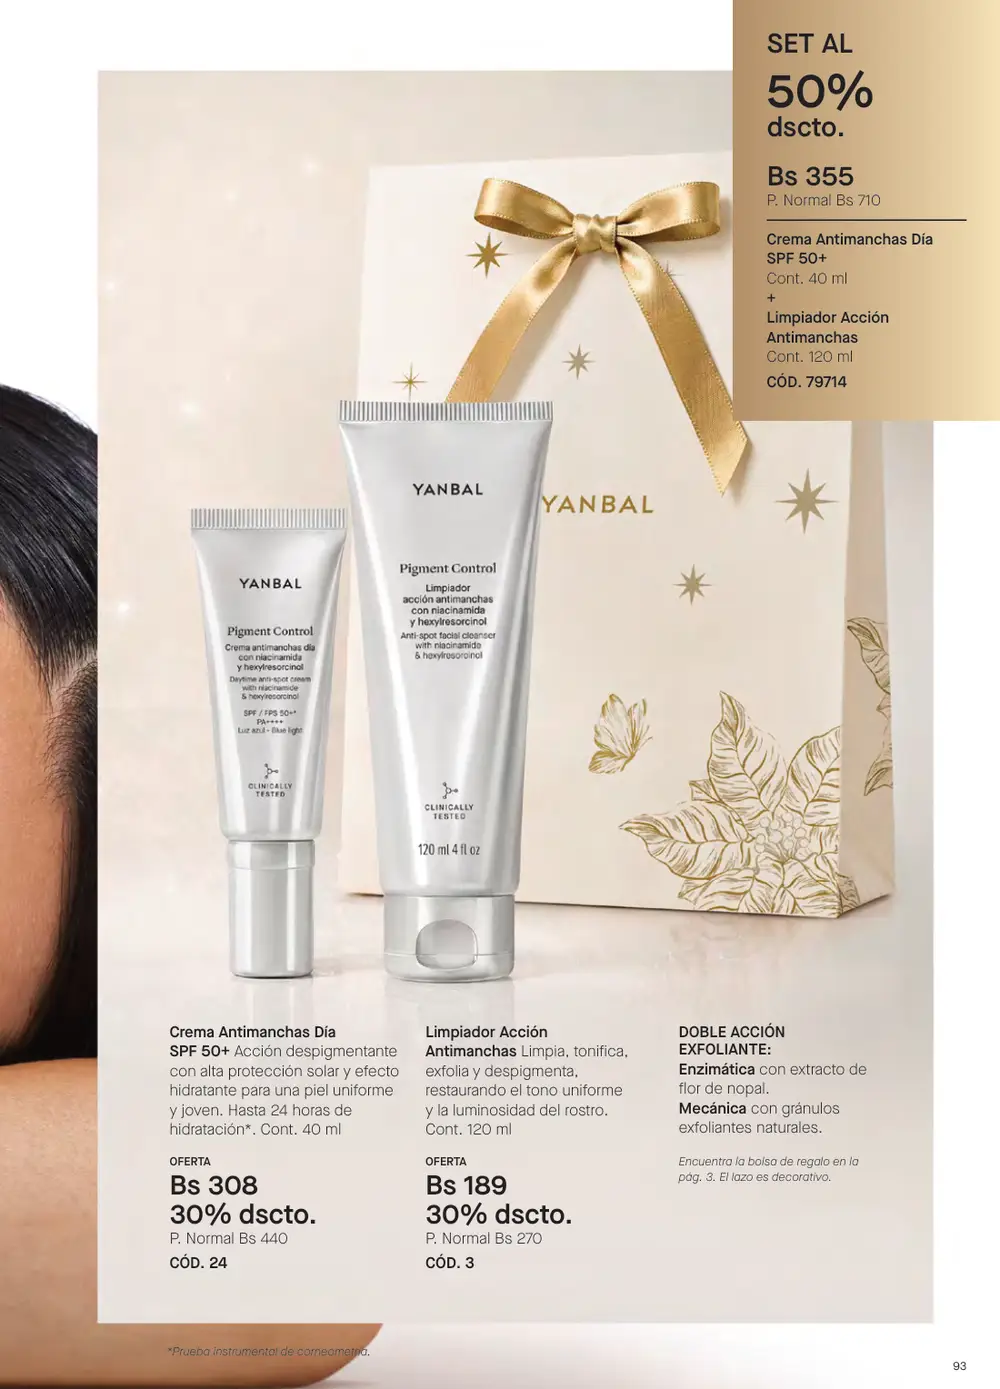 SET AL
50%
dscto.
Bs 355
P. Normal Bs 710
Crema Antimanchas Día
SPF 50+
Cont. 40 ml
+
Limpiador Acción
Antimanchas
Cont. 120 ml
CÓD. 79714
YANBAL
YANBAL
Pigment Control
Limpiador
acción antimanchas
con niacinamida
y hexylresorcinol
Anti-spot facial cleanser
with niacinamide
& hexylresorcinol
CLINICALLY
TESTED
120 ml 4 fl oz
YANBAL
Pigment Control
Crema antimanchas día
con niacinamida
y hexylresorcinol
Daytime anti-spot cream
with niacinamide
& hexylresorcinol
SPF / FPS 50+*
PA++++
Luz azul - Blue light
CLINICALLY
TESTED
Crema Antimanchas Día
SPF 50+ Acción despigmentante
con alta protección solar y efecto
hidratante para una piel uniforme
y joven. Hasta 24 horas de
hidratación*. Cont. 40 ml
OFERTA
Bs 308
30% dscto.
P. Normal Bs 440
CÓD. 24
Limpiador Acción
Antimanchas Limpia, tonifica,
exfolia y despigmenta,
restaurando el tono uniforme
y la luminosidad del rostro.
Cont. 120 ml
OFERTA
Bs 189
30% dscto.
P. Normal Bs 270
CÓD. 3
DOBLE ACCIÓN
EXFOLIANTE:
Enzimática con extracto de
flor de nopal.
Mecánica con gránulos
exfoliantes naturales.
Encuentra la bolsa de regalo en la
pág. 3. El lazo es decorativo.
*Prueba instrumental de corneometría.
93